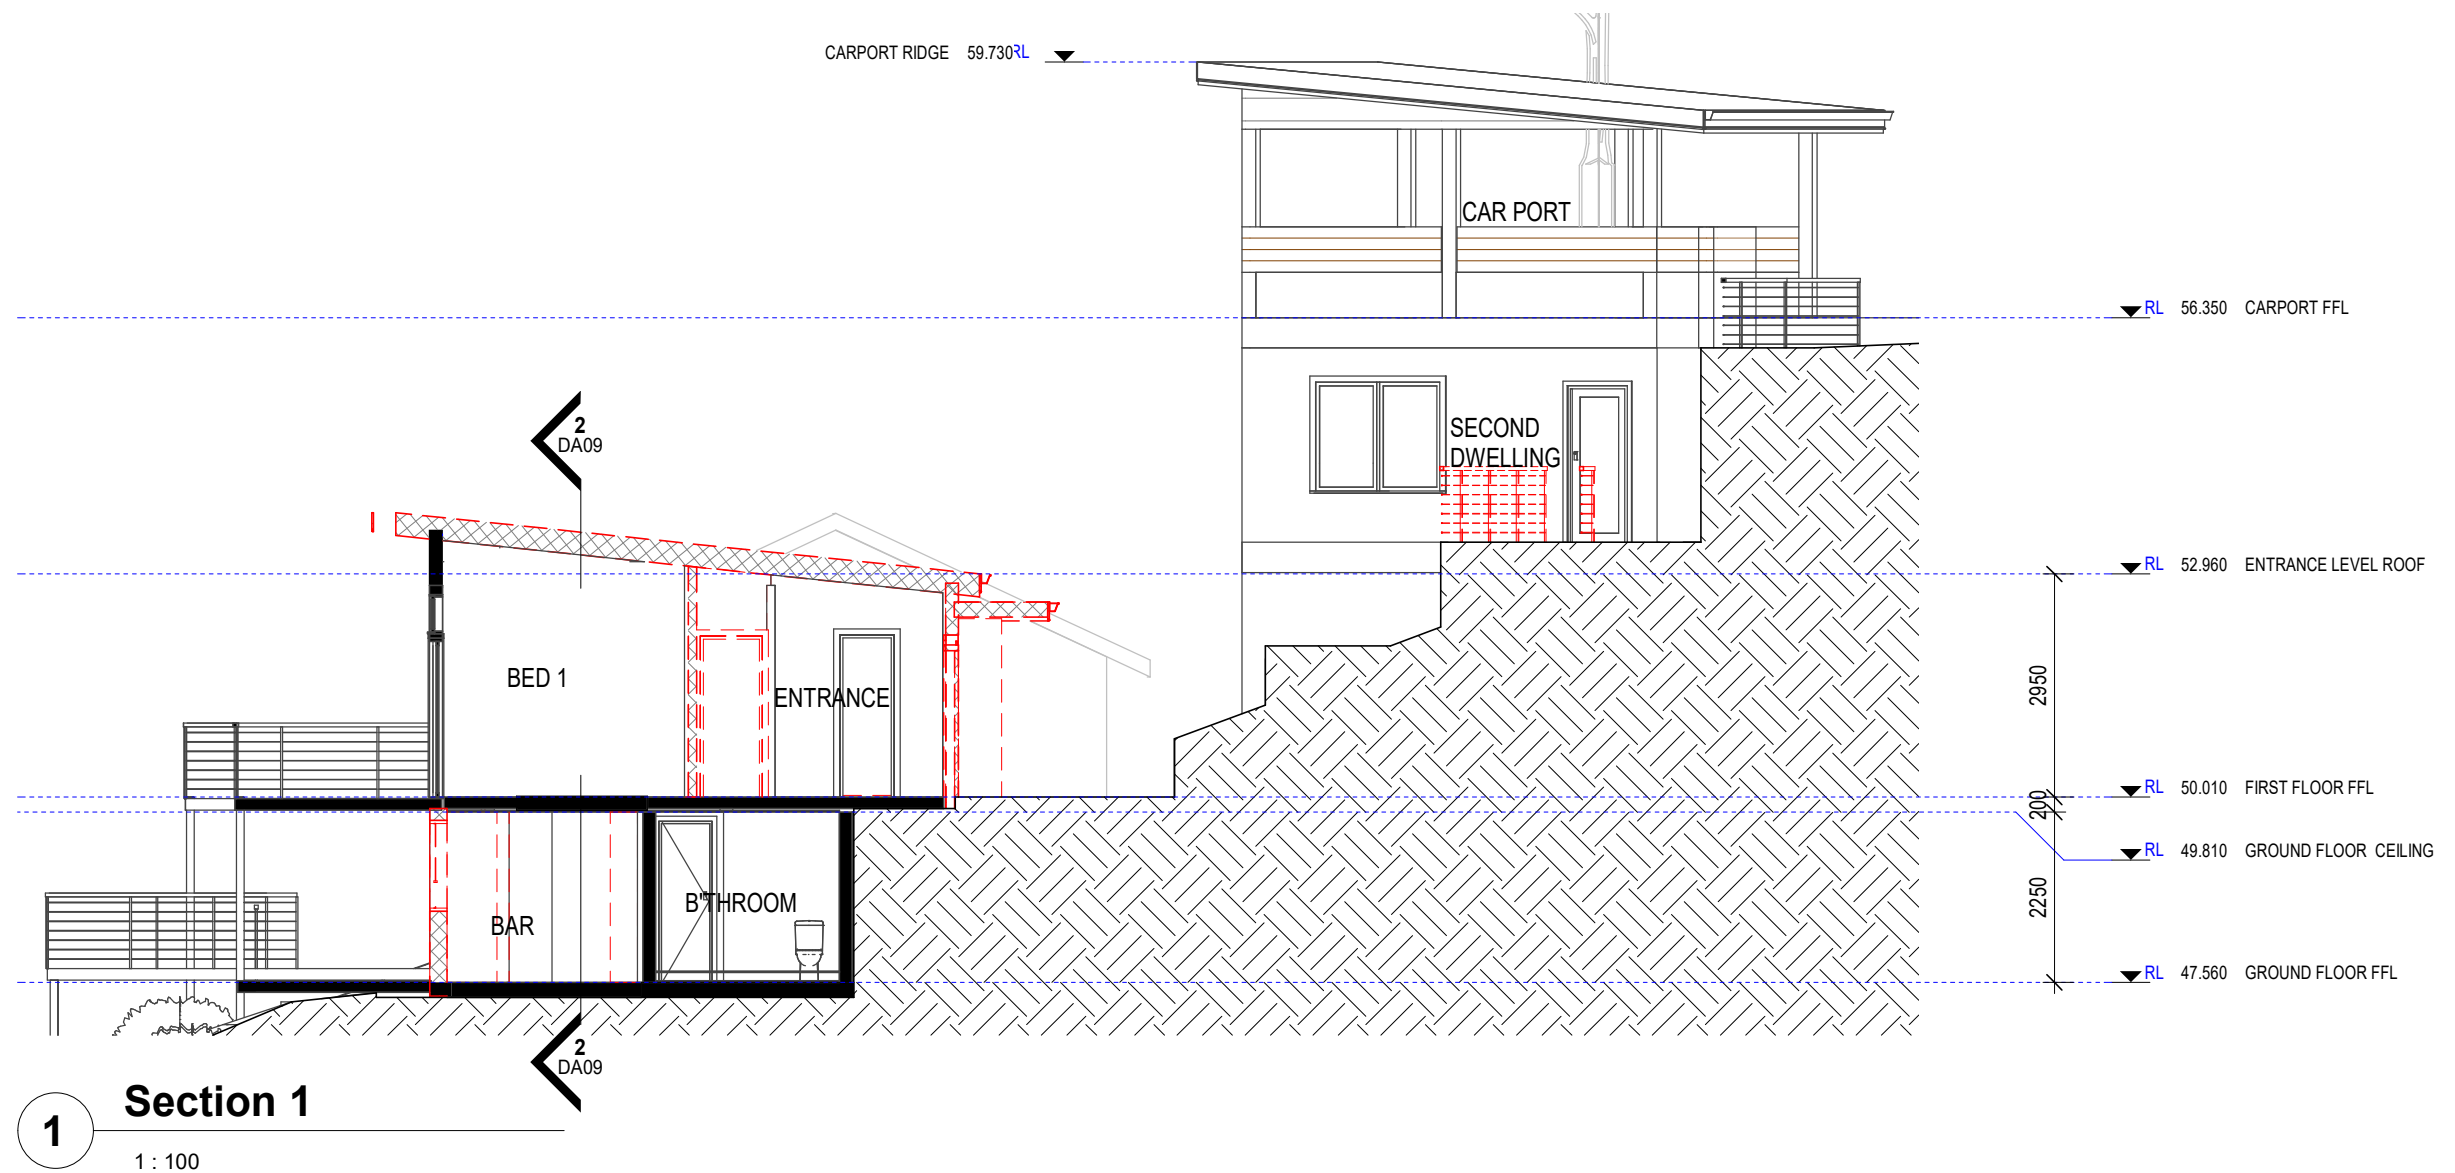 CARPORT RIDGE 59.730 RL
CAR PORT
RL 56.350 CARPORT FFL
2
DA09
SECOND
DWELLING
RL 52.960 ENTRANCE LEVEL ROOF
BED 1
ENTRANCE
2950
RL 50.010 FIRST FLOOR FFL
200
RL 49.810 GROUND FLOOR CEILING
2250
B'THROOM
BAR
RL 47.560 GROUND FLOOR FFL
2
DA09
1
Section 1
1 : 100